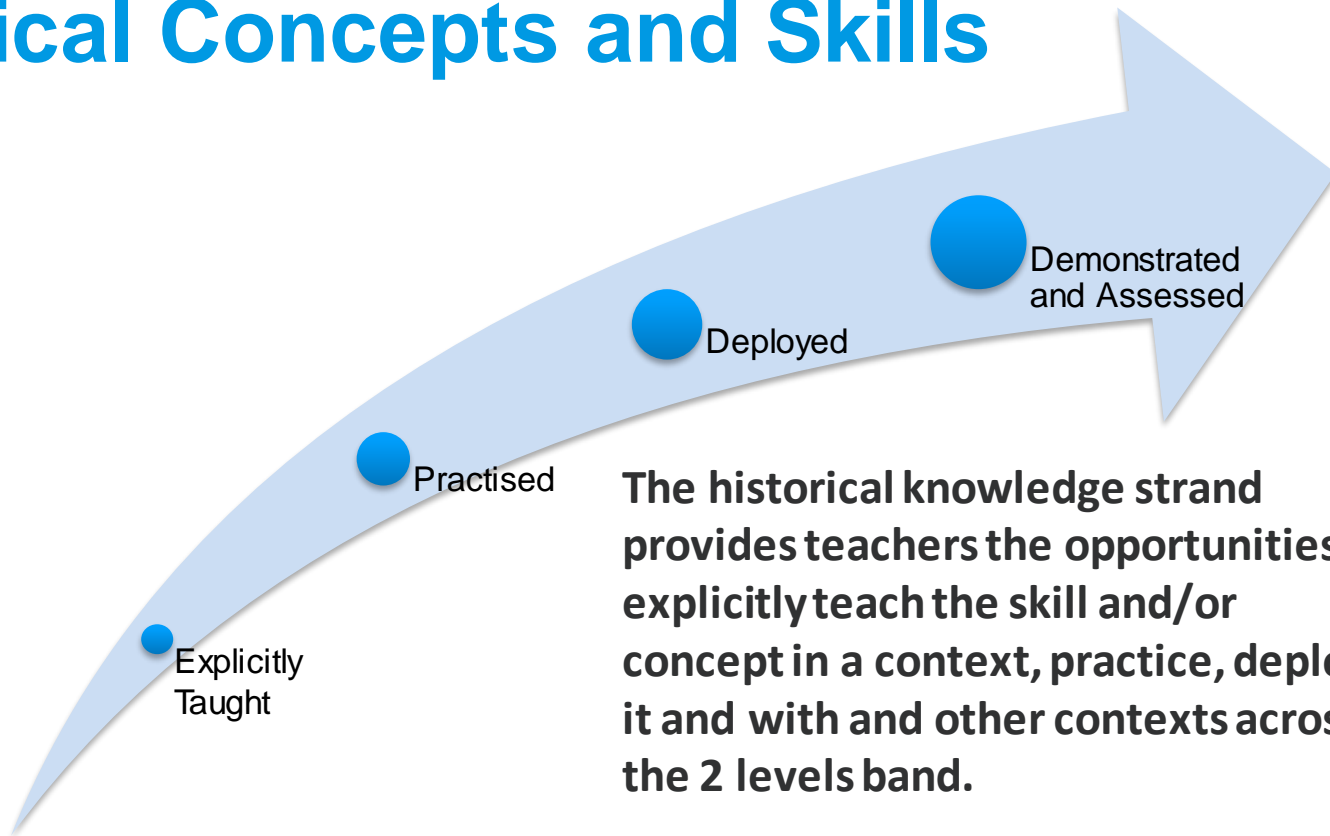 ical Concepts and Skills
Demonstrated
and Assessed
Deployed
Practised
Explicitly
Taught
The historical knowledge strand
provides teachers the opportunities
explicitly teach the skill and/or
concept in a context, practice, deplo
it and with and other contexts acros
the 2 levels band.